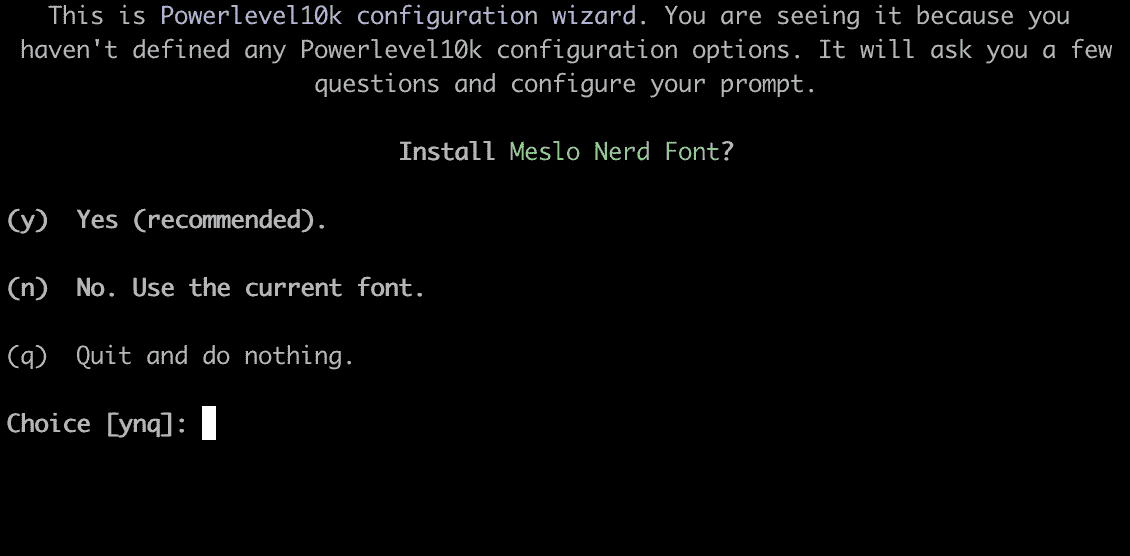 This is Powerlevel10k configuration wizard. You are seeing it because you
haven't defined any Powerlevel10k configuration options. It will ask you a few
questions and configure your prompt.
Install Meslo Nerd Font?
(y)  Yes (recommended).
(n)  No. Use the current font.
(q)  Quit and do nothing.
Choice [ynq]: